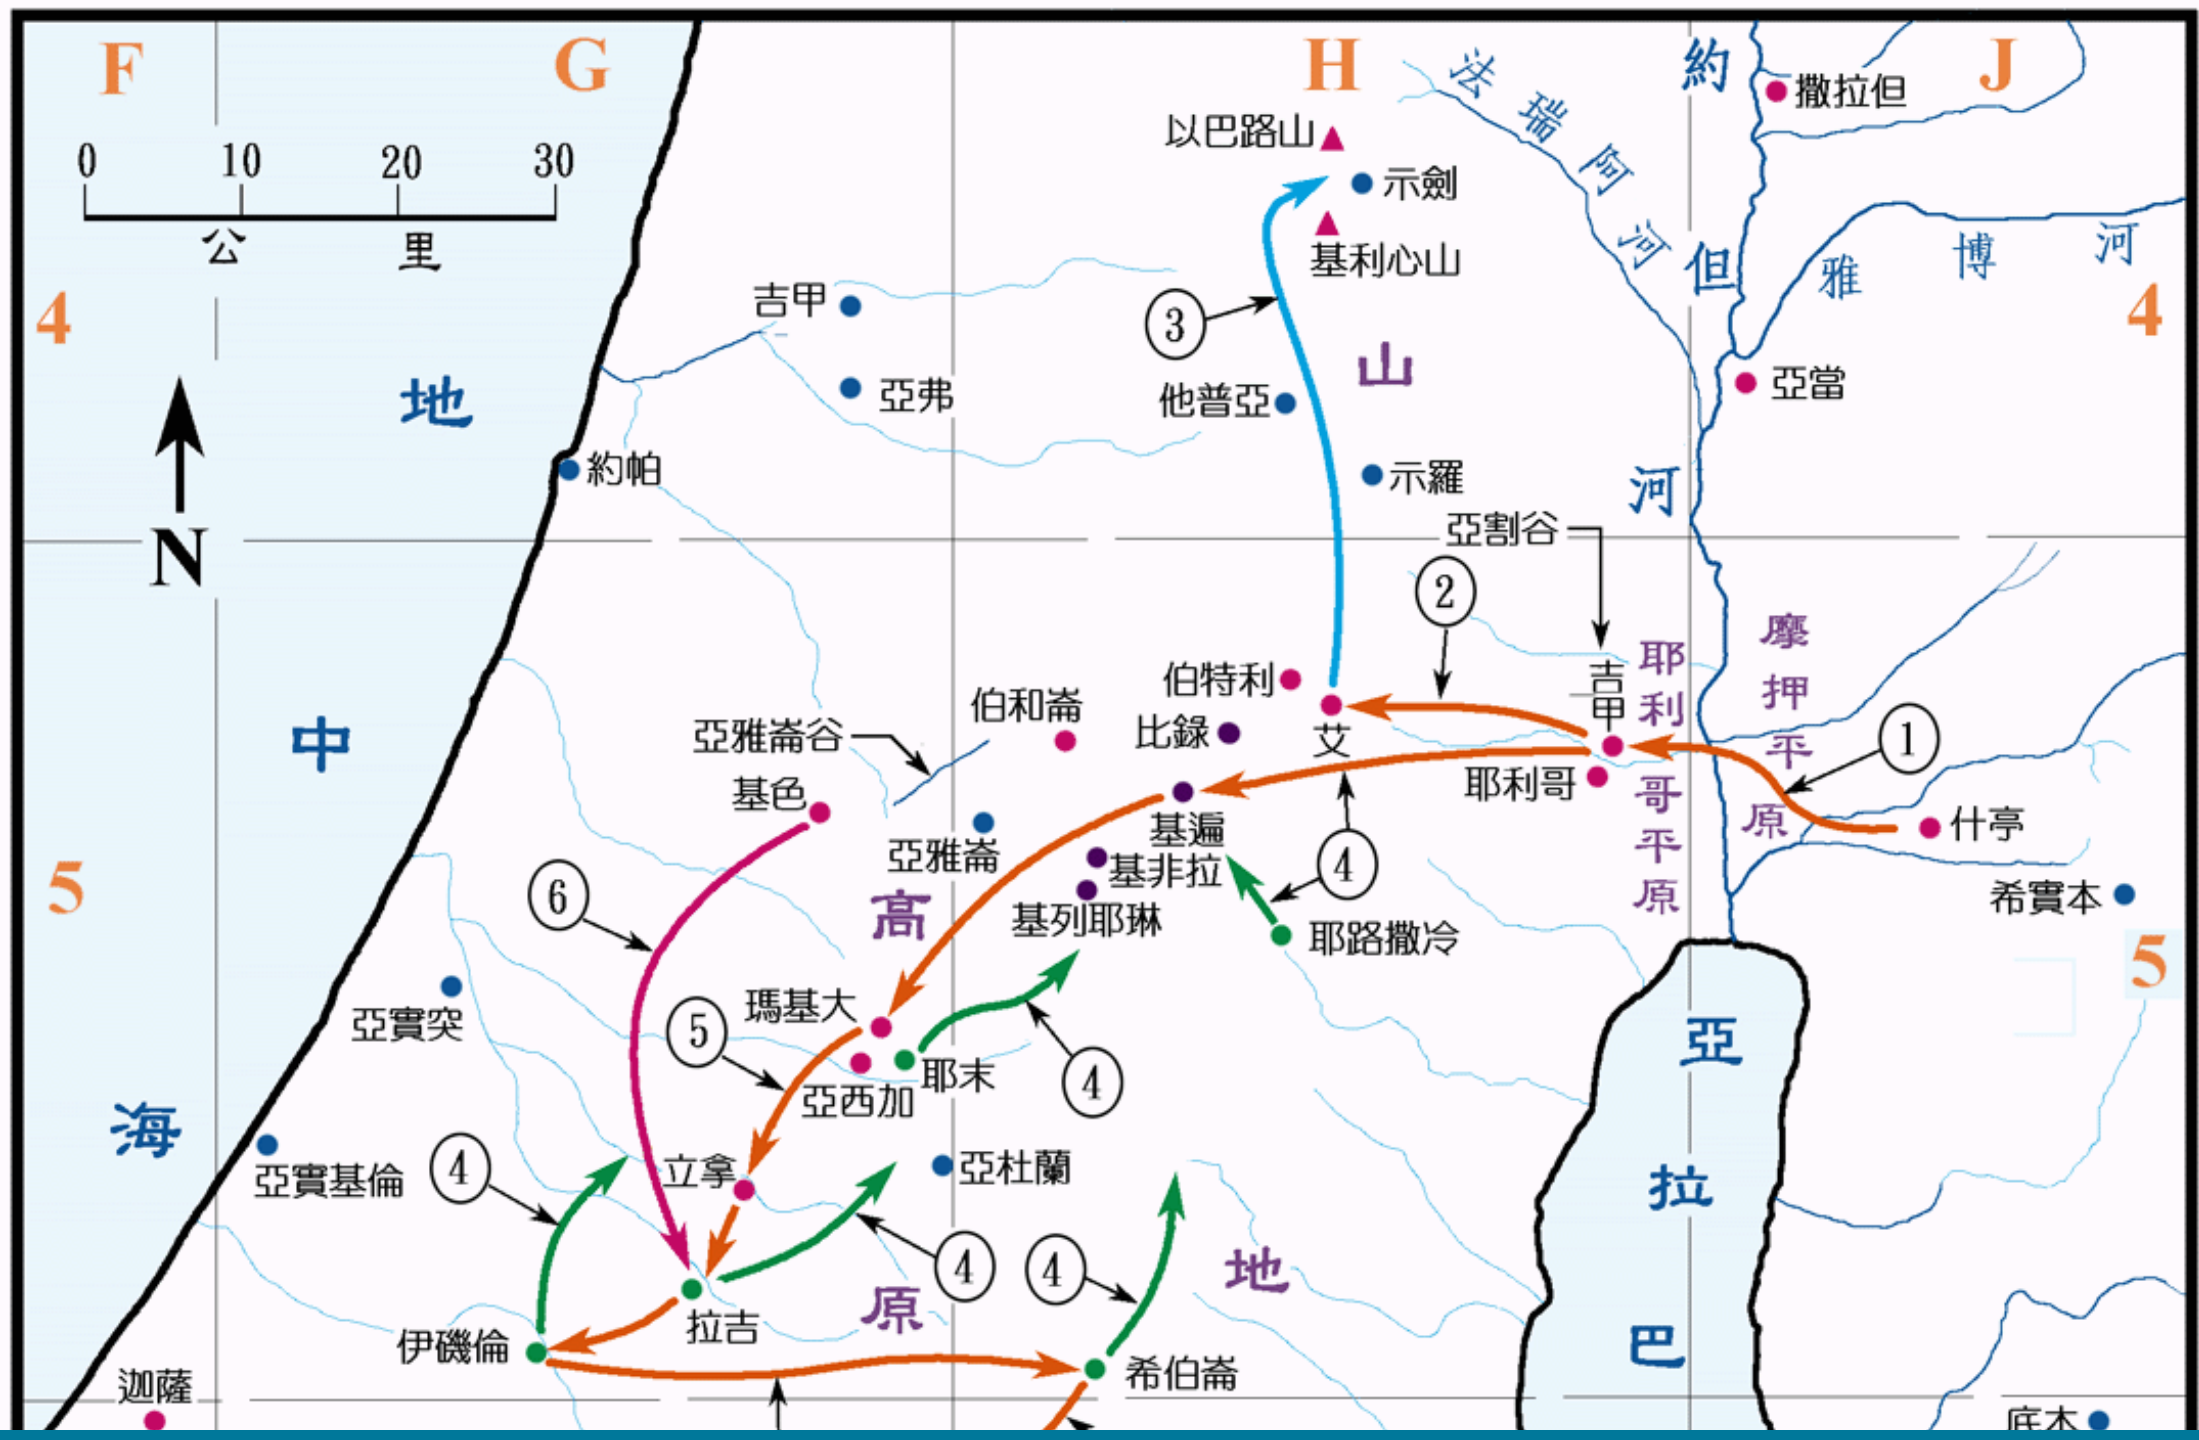 F
G
H
J
0 10 20 30
公里
4
4
5
5
N
地中海
約但河
法瑞阿河
雅博河
撒拉但
以巴路山
示劍
基利心山
吉甲
③
亞弗
他普亞
山
亞當
約帕
示羅
亞割谷
②
吉甲
耶利哥平原
摩押平原
①
伯特利
伯和崙
比錄
艾
亞雅崙谷
基色
耶利哥
什亭
基遍
亞雅崙
基非拉
④
⑥
高
基列耶琳
耶路撒冷
希實本
亞實突
瑪基大
⑤
耶末
④
亞西加
亞拉巴
亞實基倫
④
立拿
亞杜蘭
④
④
地
原
拉吉
伊磯倫
希伯崙
迦薩
底本